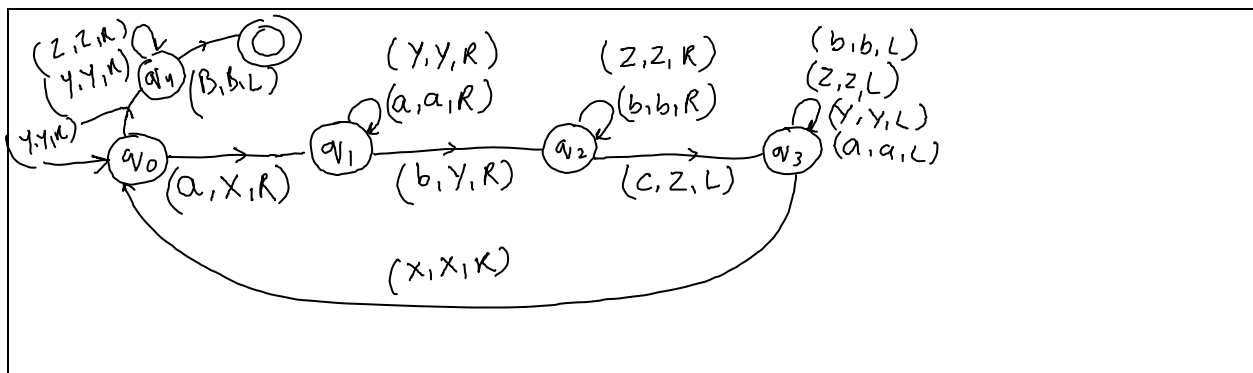 (Z,Z,R)
(Y,Y,R)
(Y,Y,R)
q4
(B,B,L)
(Y,Y,R)
(a,a,R)
(Z,Z,R)
(b,b,R)
(b,b,L)
(Z,Z,L)
(Y,Y,L)
(a,a,L)
q0
(a,X,R)
q1
(b,Y,R)
q2
(C,Z,L)
q3
(X,X,R)